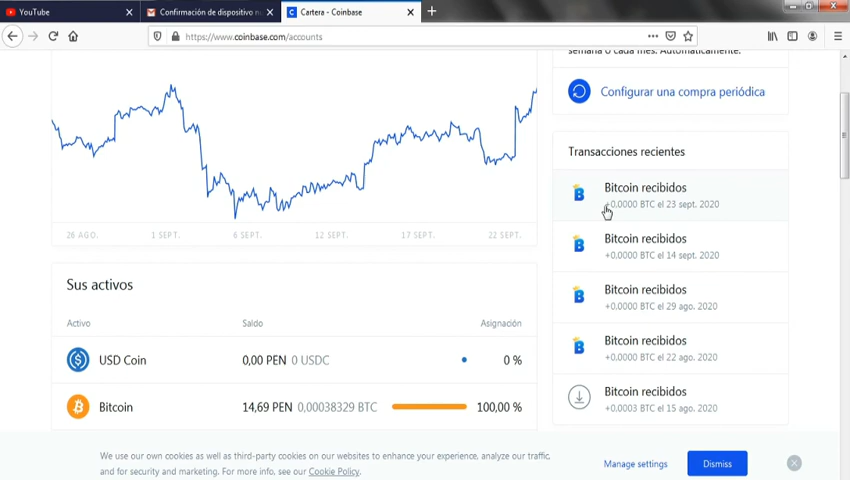 YouTube
Confirmación de dispositivo nu
Cartera - Coinbase
https://www.coinbase.com/accounts
semana o cada mes. Automáticamente.
Configurar una compra periódica
Transacciones recientes
Bitcoin recibidos
+0.0000 BTC el 23 sept. 2020
Bitcoin recibidos
+0.0000 BTC el 14 sept. 2020
Bitcoin recibidos
+0.0000 BTC el 29 ago. 2020
Bitcoin recibidos
+0.0000 BTC el 22 ago. 2020
Bitcoin recibidos
+0.0003 BTC el 15 ago. 2020
26 AGO. 1 SEPT. 6 SEPT. 12 SEPT. 17 SEPT. 22 SEPT.
Sus activos
Activo Saldo Asignación
USD Coin 0,00 PEN 0 USDC 0 %
Bitcoin 14,69 PEN 0,00038329 BTC 100,00 %
We use our own cookies as well as third-party cookies on our websites to enhance your experience, analyze our traffic,
and for security and marketing. For more info, see our Cookie Policy.
Manage settings
Dismiss